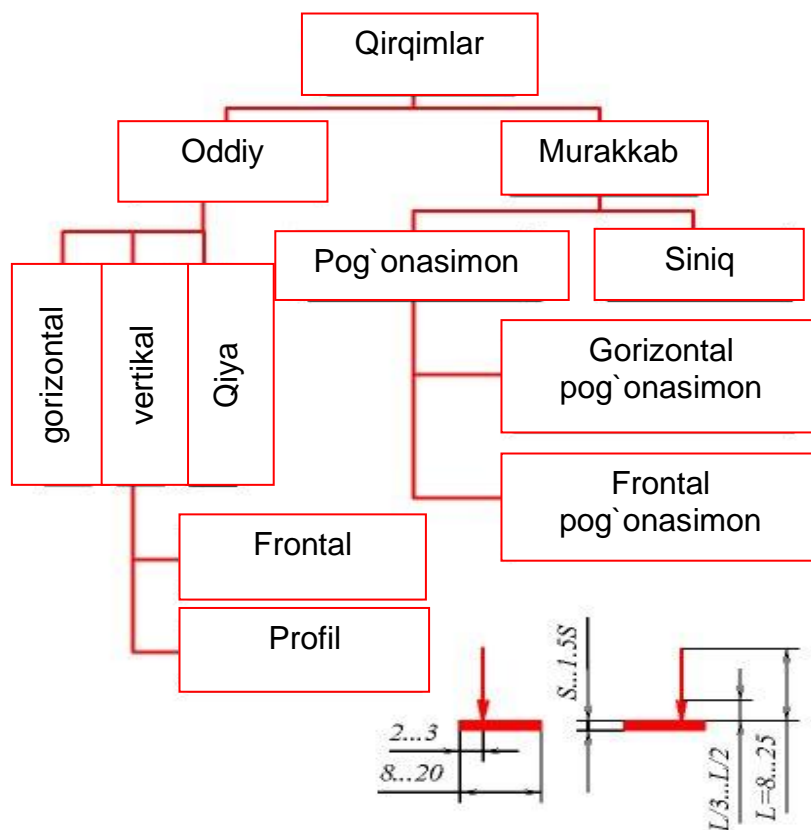 Qirqimlar
Oddiy
Murakkab
Pog`onasimon
Siniq
gorizontal
vertikal
Qiya
Gorizontal
pog`onasimon
Frontal
pog`onasimon
Frontal
Profil
S...1.5S
2...3
8...20
L/3...L/2
L=8...25